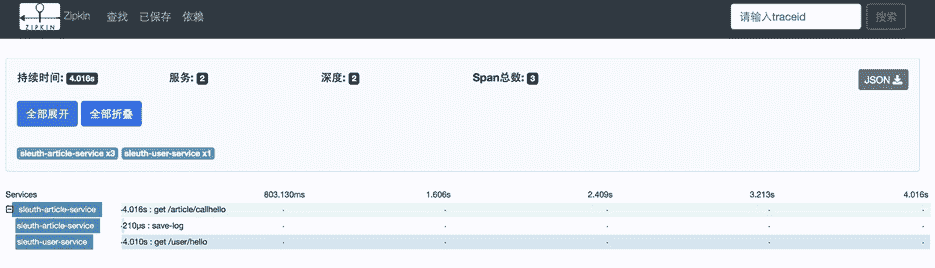 ZIPKIN Zipkin 查找 已保存 依赖 请输入traceid 搜索
持续时间: 4.016s 服务: 2 深度: 2 Span总数: 3 JSON
全部展开 全部折叠
sleuth-article-service x3 sleuth-user-service x1
Services 803.130ms 1.606s 2.409s 3.213s 4.016s
sleuth-article-service 4.016s : get /article/callhello
sleuth-article-service 210μs : save-log
sleuth-user-service 4.010s : get /user/hello